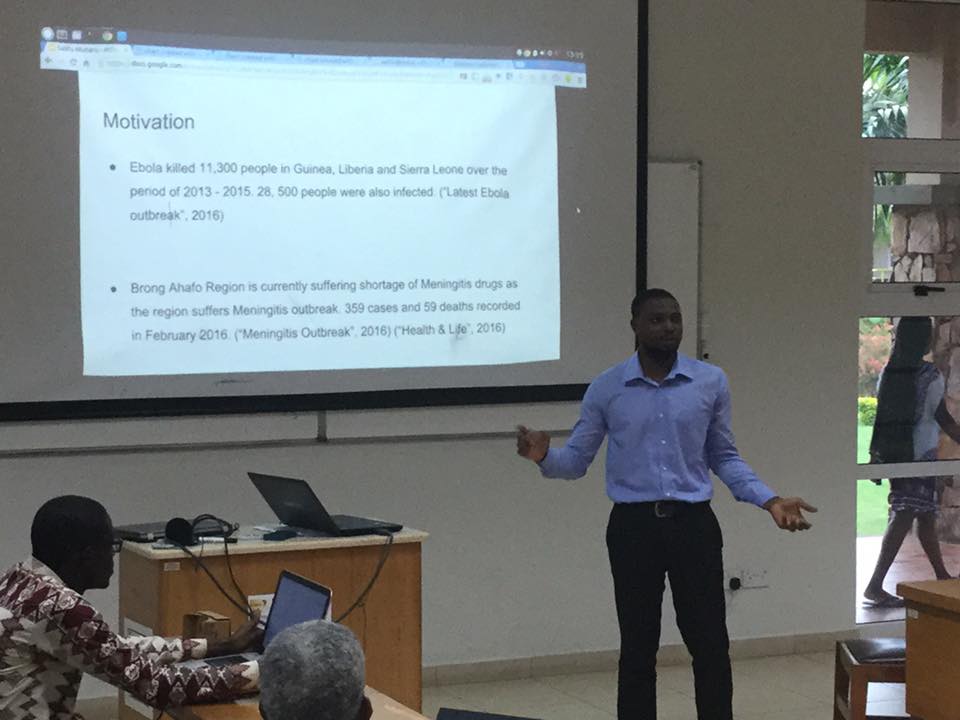 docs.google.com
Motivation
Ebola killed 11,300 people in Guinea, Liberia and Sierra Leone over the
period of 2013 - 2015. 28, 500 people were also infected. ("Latest Ebola
outbreak", 2016)
Brong Ahafo Region is currently suffering shortage of Meningitis drugs as
the region suffers Meningitis outbreak. 359 cases and 59 deaths recorded
in February 2016. ("Meningitis Outbreak", 2016) ("Health & Life", 2016)